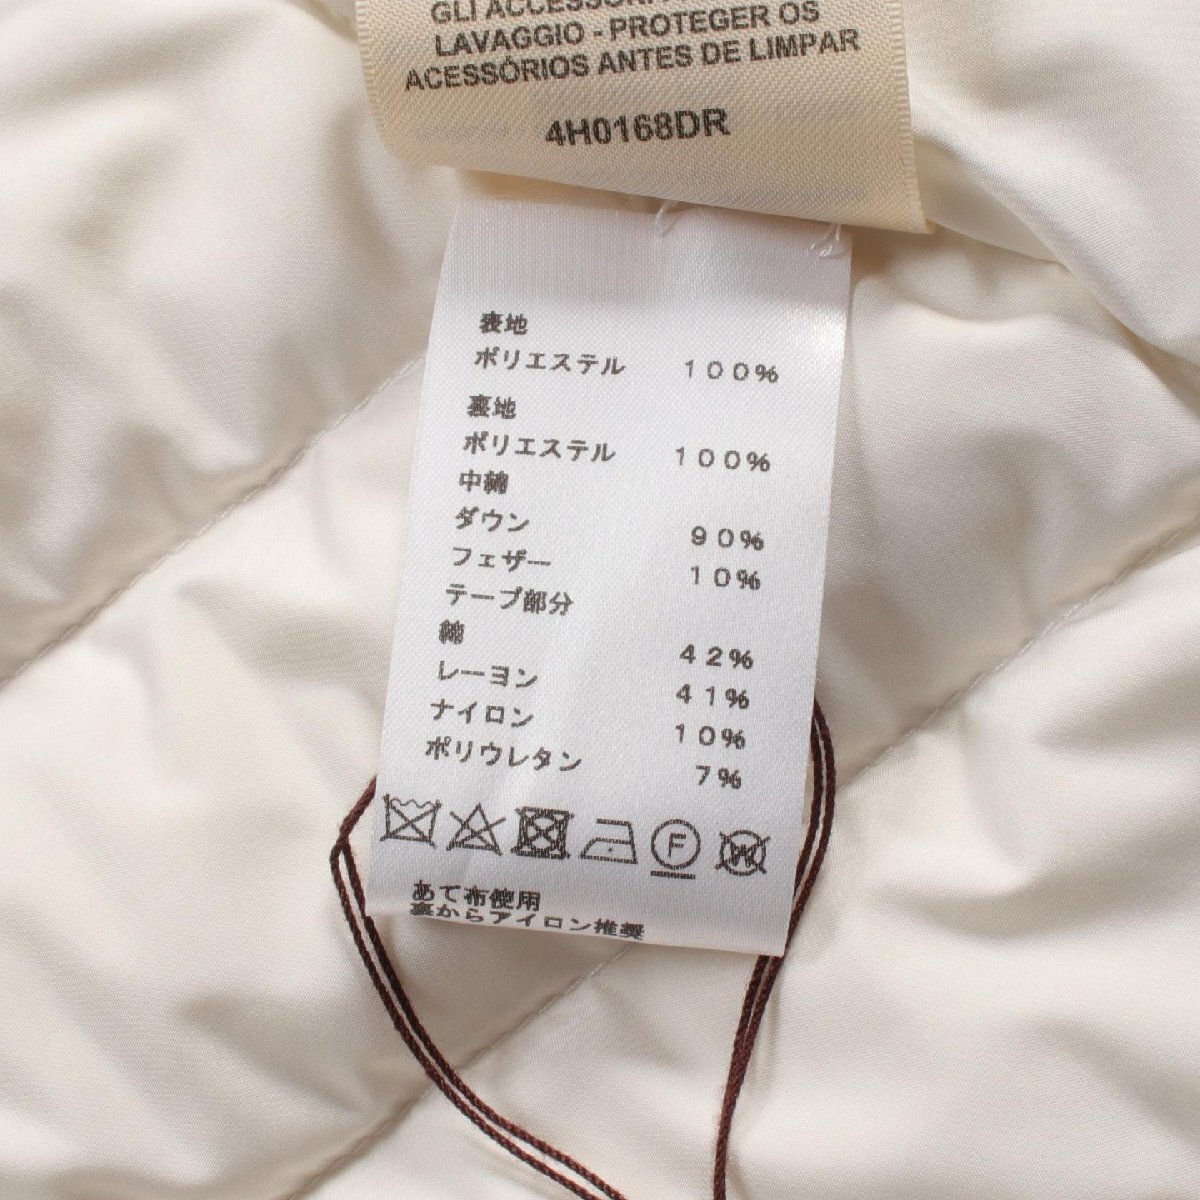 GLI ACCESSORI
LAVAGGIO - PROTEGER OS
ACESSÓRIOS ANTES DE LIMPAR
4H0168DR
表地
ポリエステル 100%
裏地
ポリエステル 100%
中綿
ダウン 90%
フェザー 10%
テープ部分
綿 42%
レーヨン 41%
ナイロン 10%
ポリウレタン 7%
F
W
あて布使用
裏からアイロン推奨